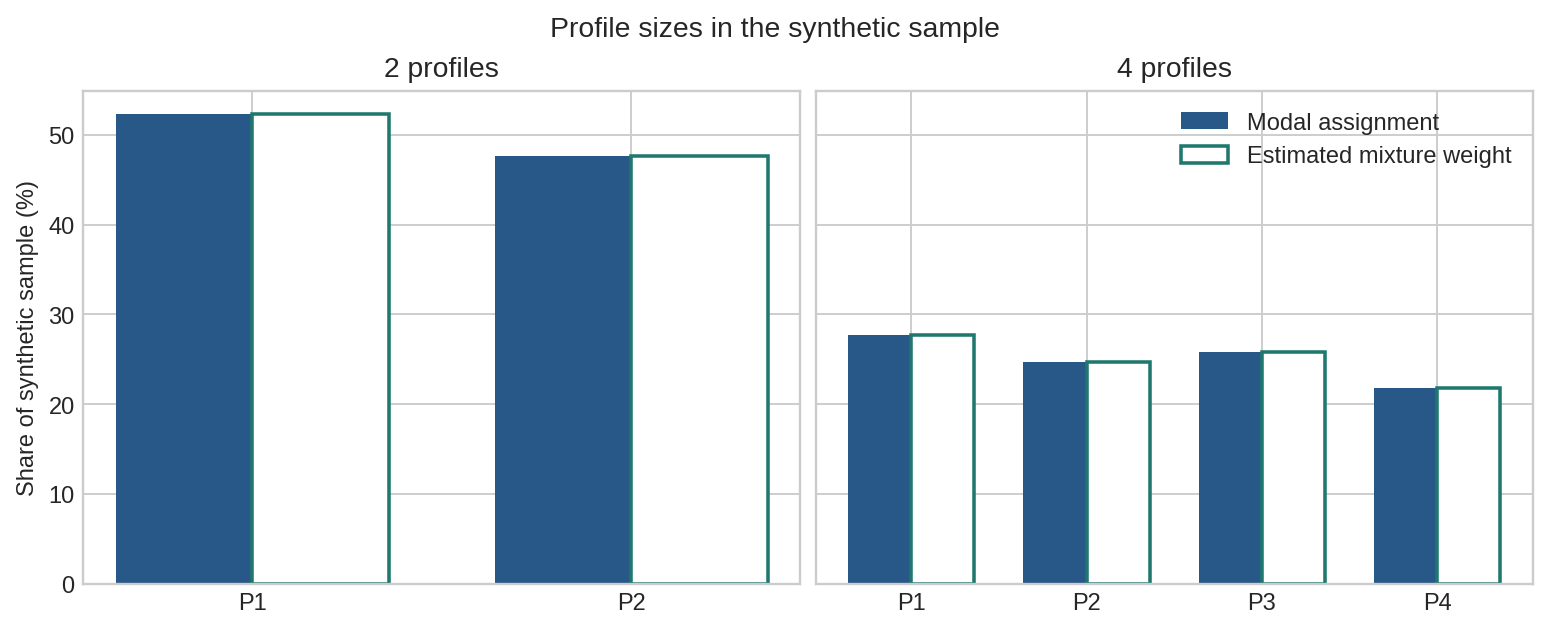 Profile sizes in the synthetic sample
2 profiles
4 profiles
Share of synthetic sample (%)
50
40
30
20
10
0
P1
P2
Modal assignment
Estimated mixture weight
P1
P2
P3
P4